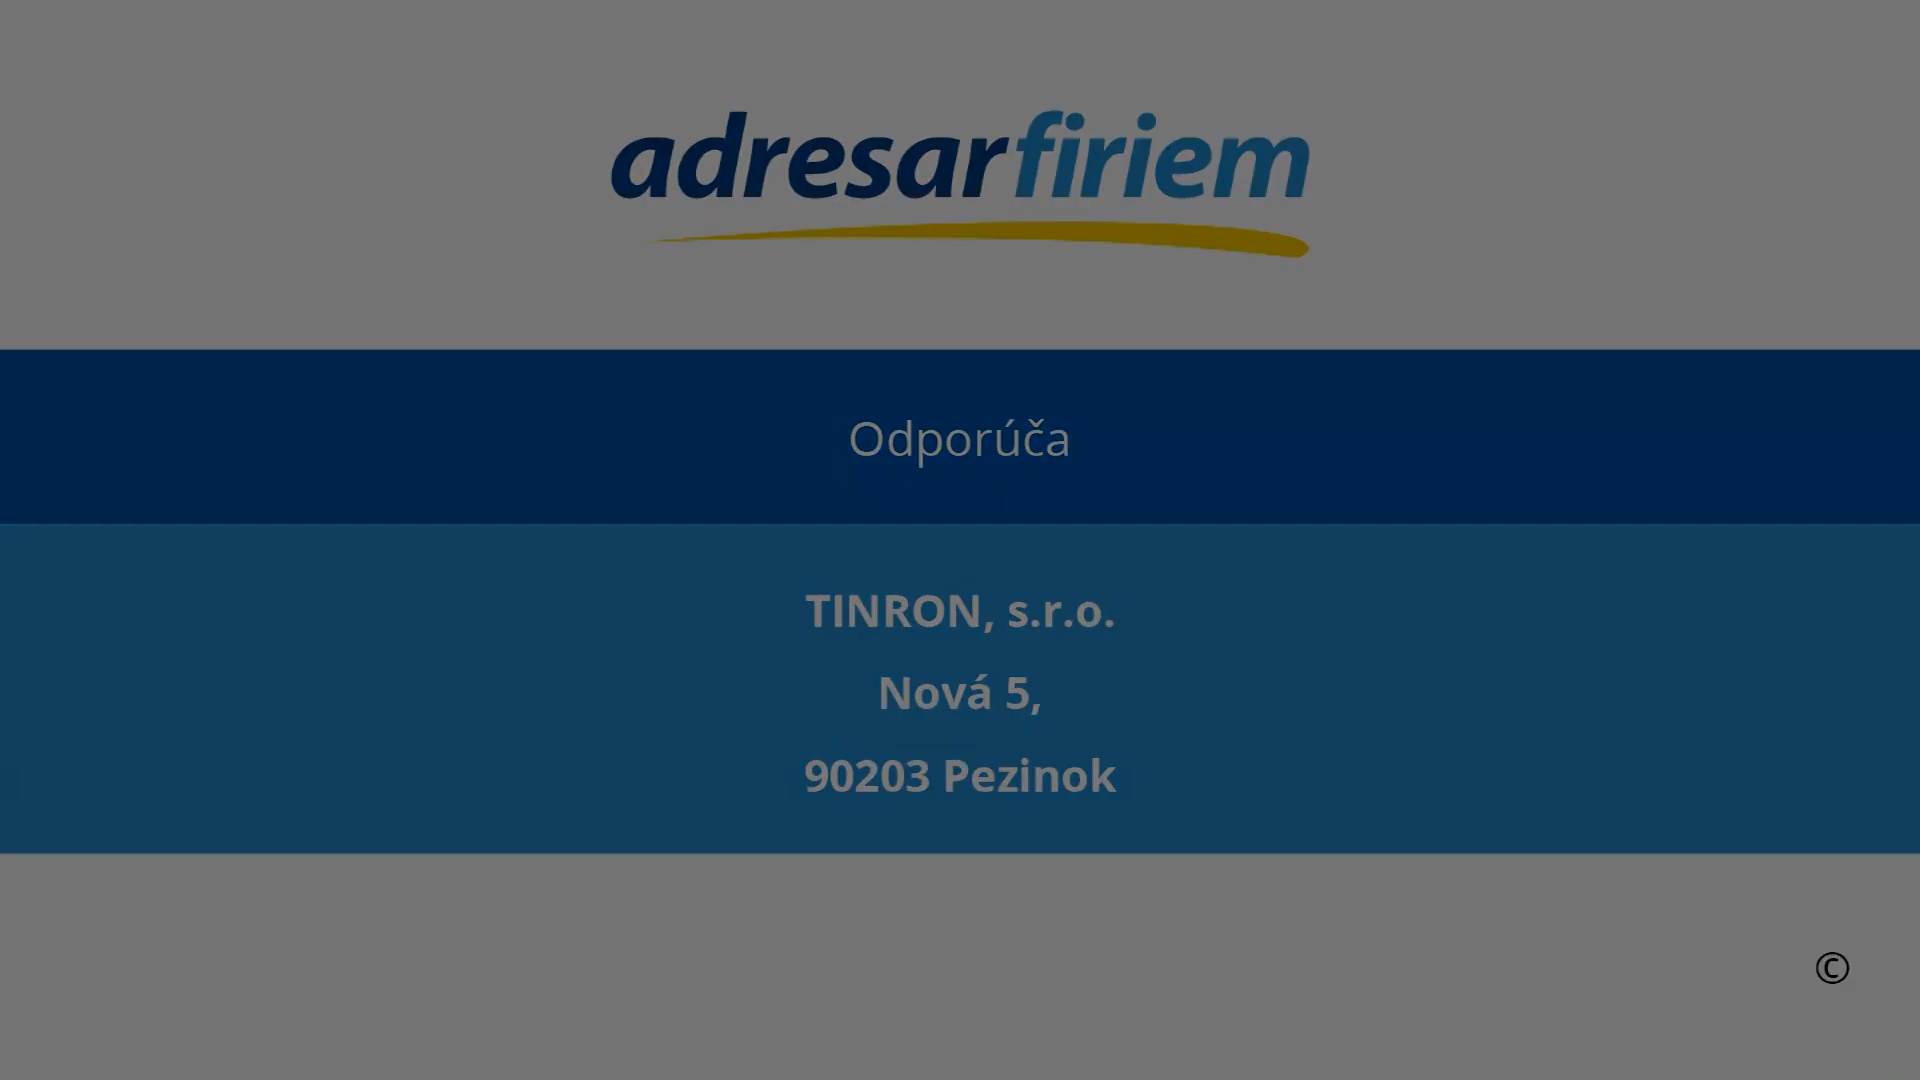 adresarfiriem
Odporúča
TINRON, s.r.o.
Nová 5,
90203 Pezinok
©